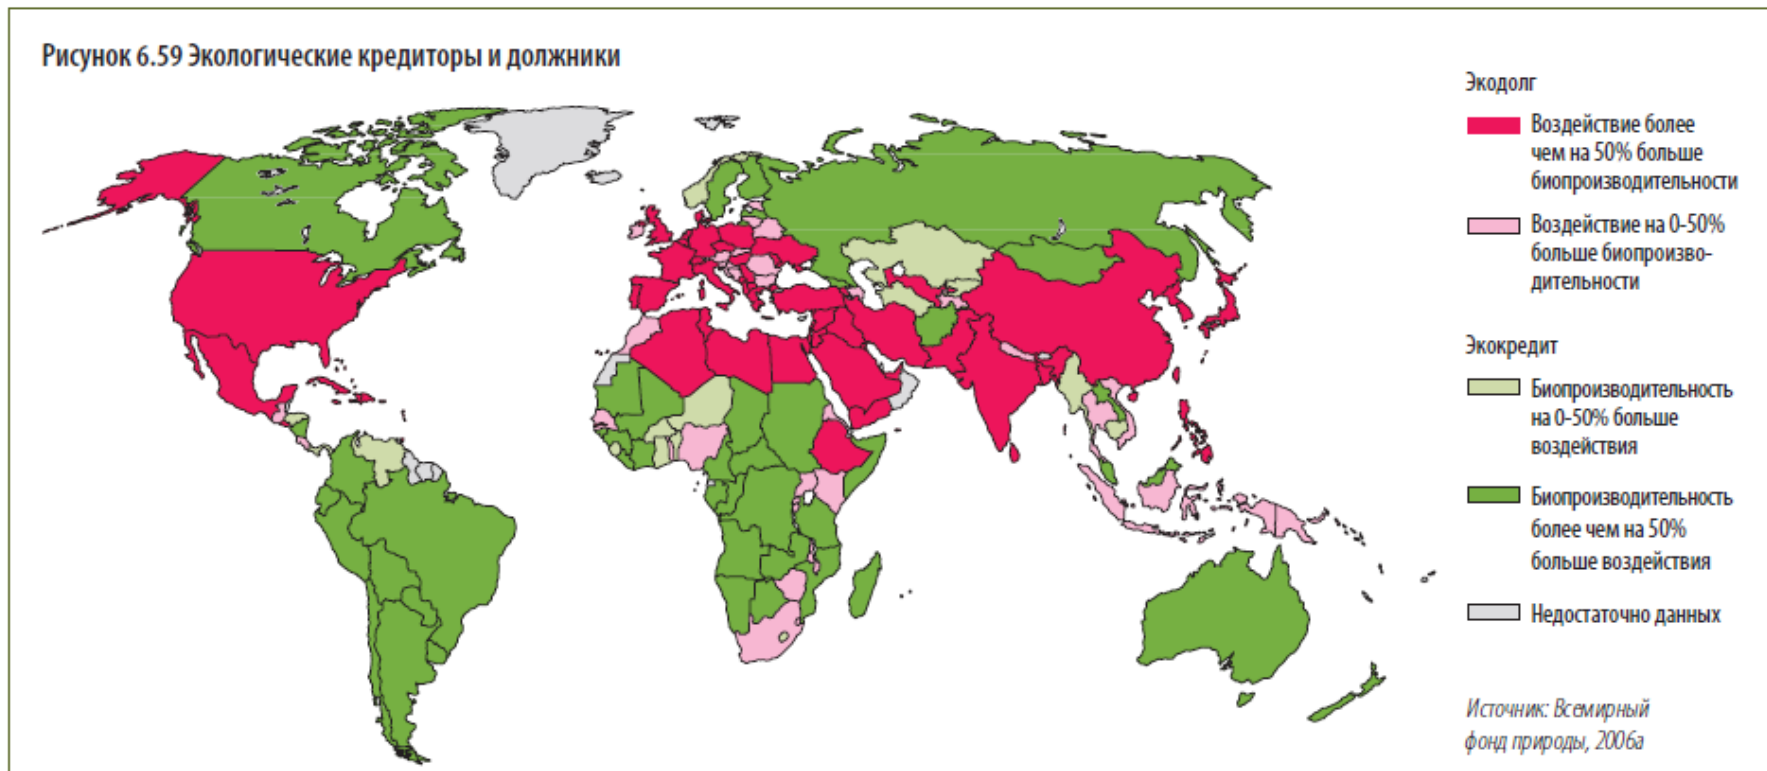 Рисунок 6.59 Экологические кредиторы и должники
Экодолг
Воздействие более
чем на 50% больше
биопроизводительности
Воздействие на 0-50%
больше биопроизво-
дительности
Экокредит
Биопроизводительность
на 0-50% больше
воздействия
Биопроизводительность
более чем на 50%
больше воздействия
Недостаточно данных
Источник: Всемирный
фонд природы, 2006a